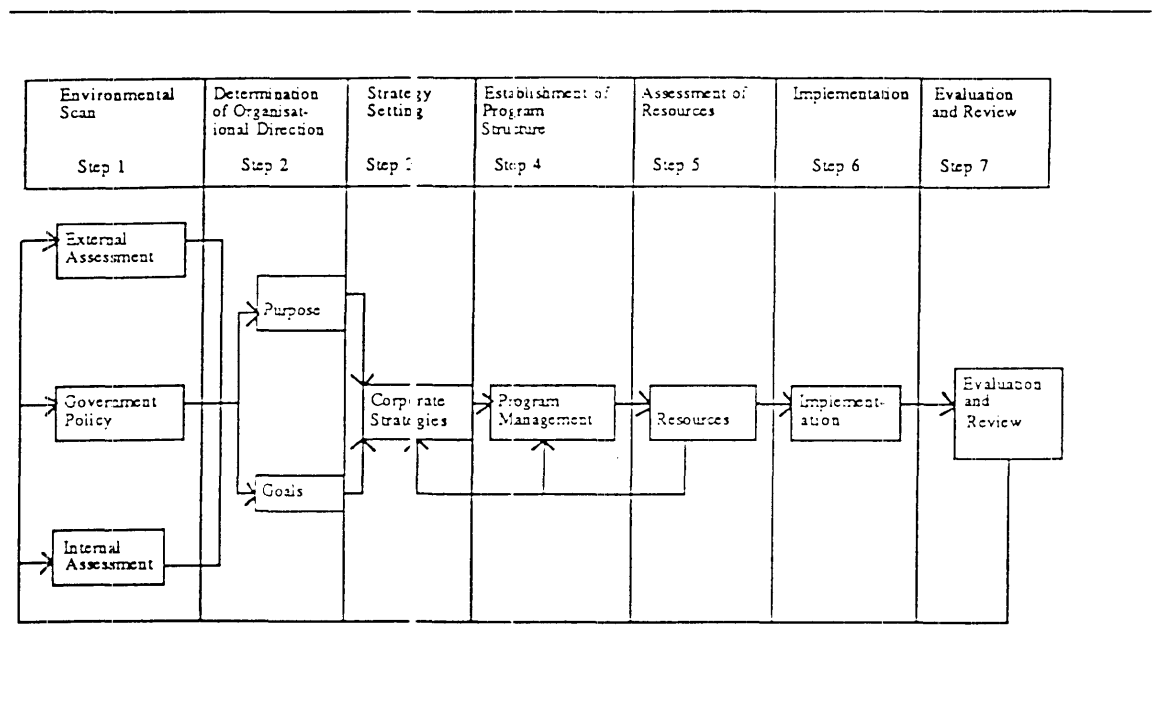 Environmental
Scan
Step 1
Determination
of Organisat-
ional Direction
Step 2
Strategy
Setting
Step 3
Establishment of
Program
Structure
Step 4
Assessment of
Resources
Step 5
Implementation
Step 6
Evaluation
and Review
Step 7
External
Assessment
Government
Policy
Internal
Assessment
Purpose
Goals
Corporate
Strategies
Program
Management
Resources
Implement-
ation
Evaluation
and
Review